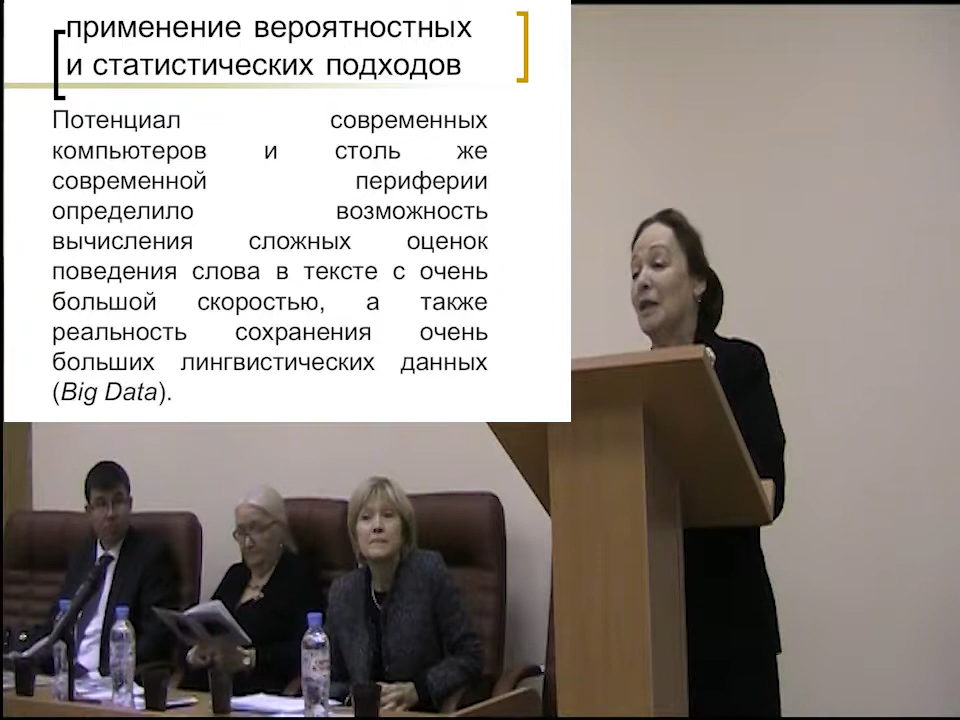 применение вероятностных
и статистических подходов
Потенциал современных
компьютеров и столь же
современной периферии
определило возможность
вычисления сложных оценок
поведения слова в тексте с очень
большой скоростью, а также
реальность сохранения очень
больших лингвистических данных
(Big Data).